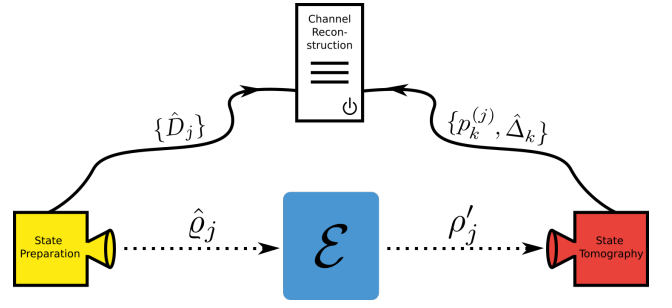 Channel
Recon-
struction
{D̂_j}
{p_k^{(j)}, Δ̂_k}
State
Preparation
ϱ̂_j
ℰ
ρ′_j
State
Tomography